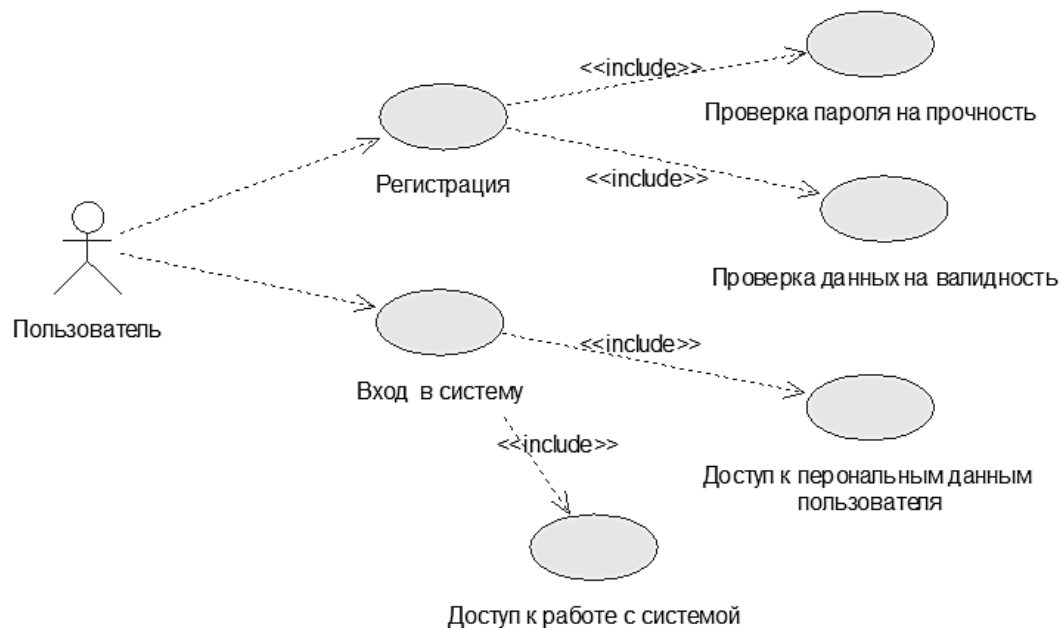 <<include>>
Проверка пароля на прочность
Регистрация
<<include>>
Проверка данных на валидность
Пользователь
<<include>>
Вход в систему
<<include>>
Доступ к перональным данным
пользователя
Доступ к работе с системой